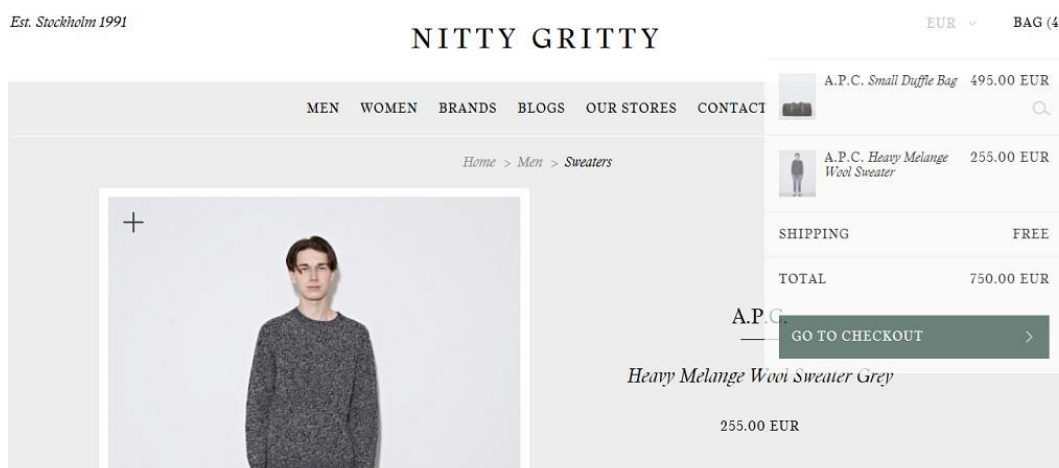 Est. Stockholm 1991
NITTY GRITTY
EUR
BAG (4
MEN WOMEN BRANDS BLOGS OUR STORES CONTACT
Home > Men > Sweaters
A.P.C. Small Duffle Bag 495.00 EUR
A.P.C. Heavy Melange 255.00 EUR
Wool Sweater
SHIPPING FREE
TOTAL 750.00 EUR
GO TO CHECKOUT >
A.P.C.
Heavy Melange Wool Sweater Grey
255.00 EUR